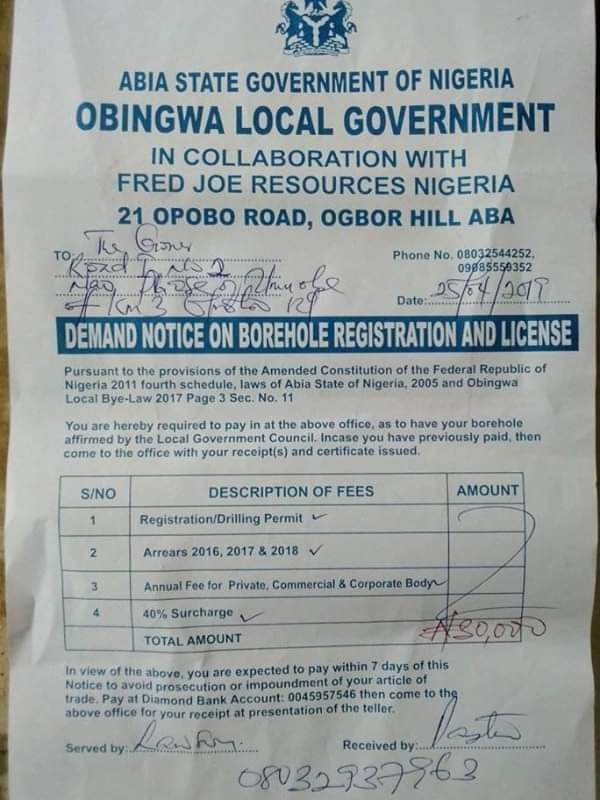 ABIA STATE GOVERNMENT OF NIGERIA
OBINGWA LOCAL GOVERNMENT
IN COLLABORATION WITH
FRED JOE RESOURCES NIGERIA
21 OPOBO ROAD, OGBOR HILL ABA
TO: The
Road No 2
Km 3 Rd
Phone No. 08032544252,
09085559352
Date: 25/04/2019
DEMAND NOTICE ON BOREHOLE REGISTRATION AND LICENSE
Pursuant to the provisions of the Amended Constitution of the Federal Republic of
Nigeria 2011 fourth schedule, laws of Abia State of Nigeria, 2005 and Obingwa
Local Bye-Law 2017 Page 3 Sec. No. 11
You are hereby required to pay in at the above office, as to have your borehole
affirmed by the Local Government Council. Incase you have previously paid, then
come to the office with your receipt(s) and certificate issued.
S/NO DESCRIPTION OF FEES AMOUNT
1 Registration/Drilling Permit ✓
2 Arrears 2016, 2017 & 2018 ✓
3 Annual Fee for Private, Commercial & Corporate Body ✓
4 40% Surcharge ✓
TOTAL AMOUNT ₦30,000
In view of the above, you are expected to pay within 7 days of this
Notice to avoid prosecution or impoundment of your article of
trade. Pay at Diamond Bank Account: 0045957546 then come to the
above office for your receipt at presentation of the teller.
Served by:
Received by: Pastor
08032937963